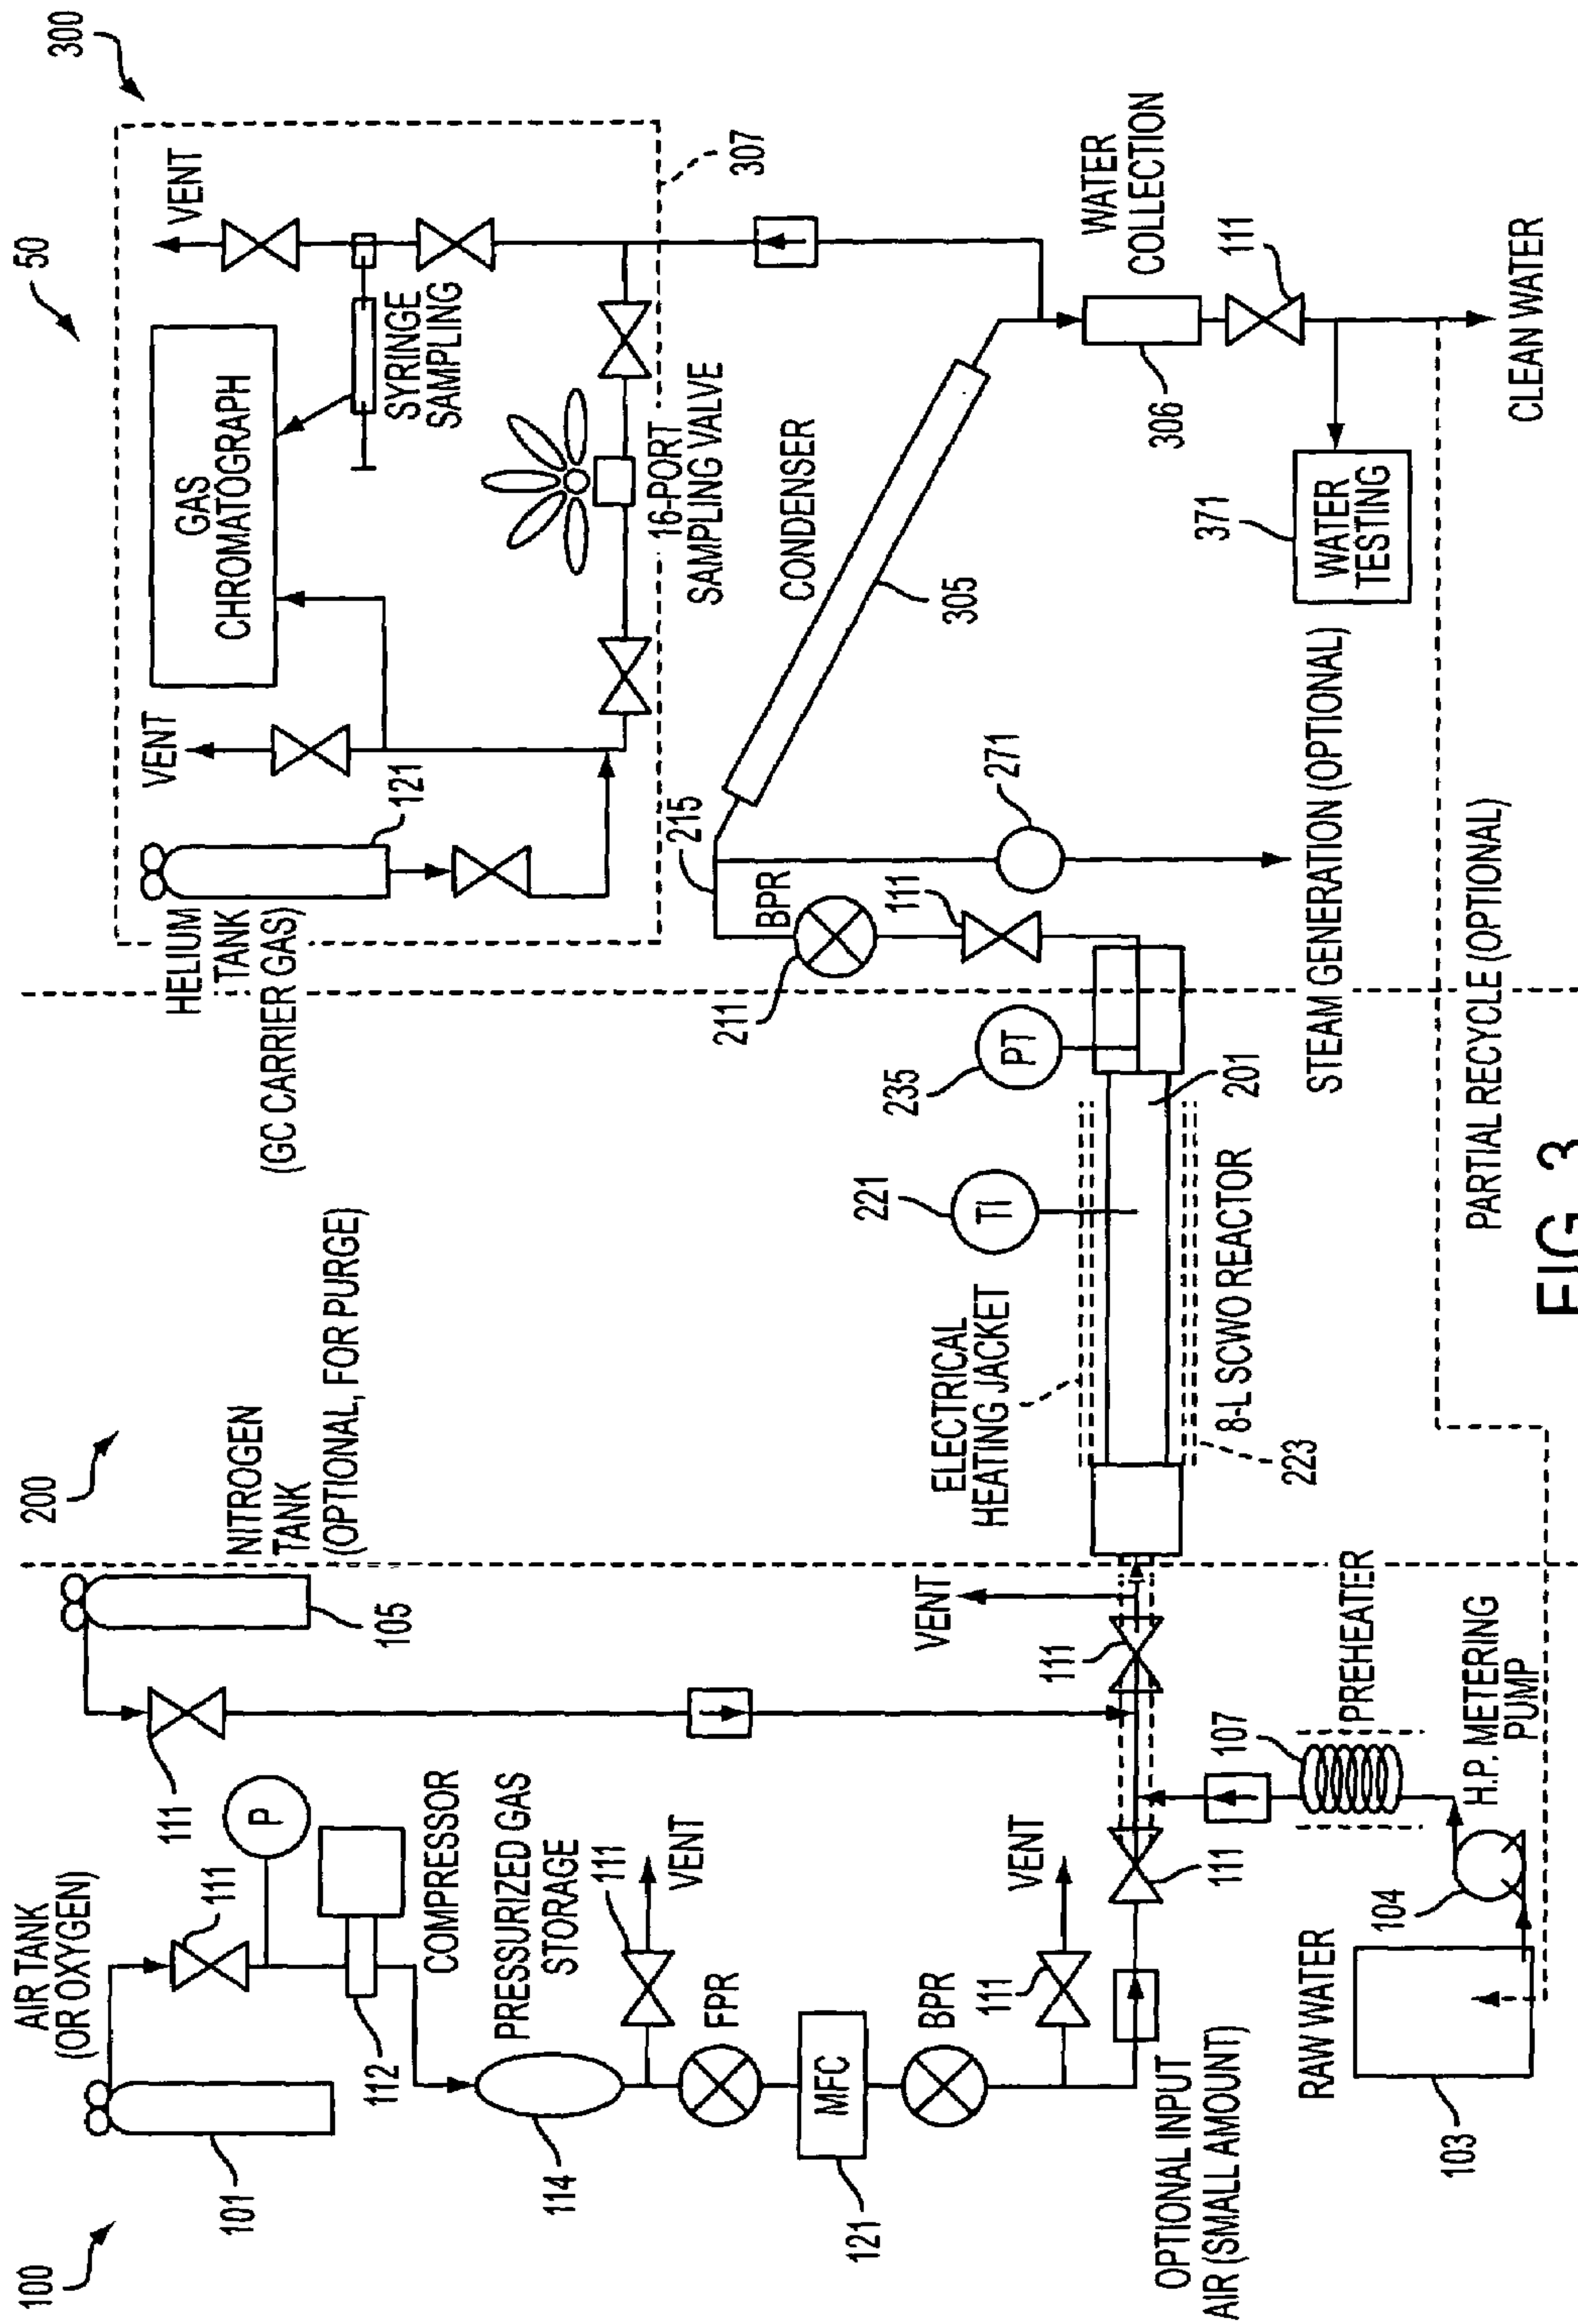 50
100
200
300
AIR TANK
(OR OXYGEN)
101
111
P
112
COMPRESSOR
114
PRESSURIZED GAS
STORAGE
111
VENT
FPR
MFC
121
BPR
111
VENT
OPTIONAL INPUT
AIR (SMALL AMOUNT)
111
RAW WATER
103
104
H.P. METERING
PUMP
107
PREHEATER
111
105
NITROGEN
TANK
(OPTIONAL, FOR PURGE)
111
VENT
ELECTRICAL
HEATING JACKET
8-L SCWO REACTOR
223
221
TI
201
235
PT
211
BPR
111
215
271
STEAM GENERATION (OPTIONAL)
PARTIAL RECYCLE (OPTIONAL)
HELIUM
TANK
(GC CARRIER GAS)
121
VENT
GAS
CHROMATOGRAPH
SYRINGE
SAMPLING
VENT
16-PORT
SAMPLING VALVE
307
CONDENSER
305
WATER
COLLECTION
306
111
371
WATER
TESTING
CLEAN WATER
FIG. 3